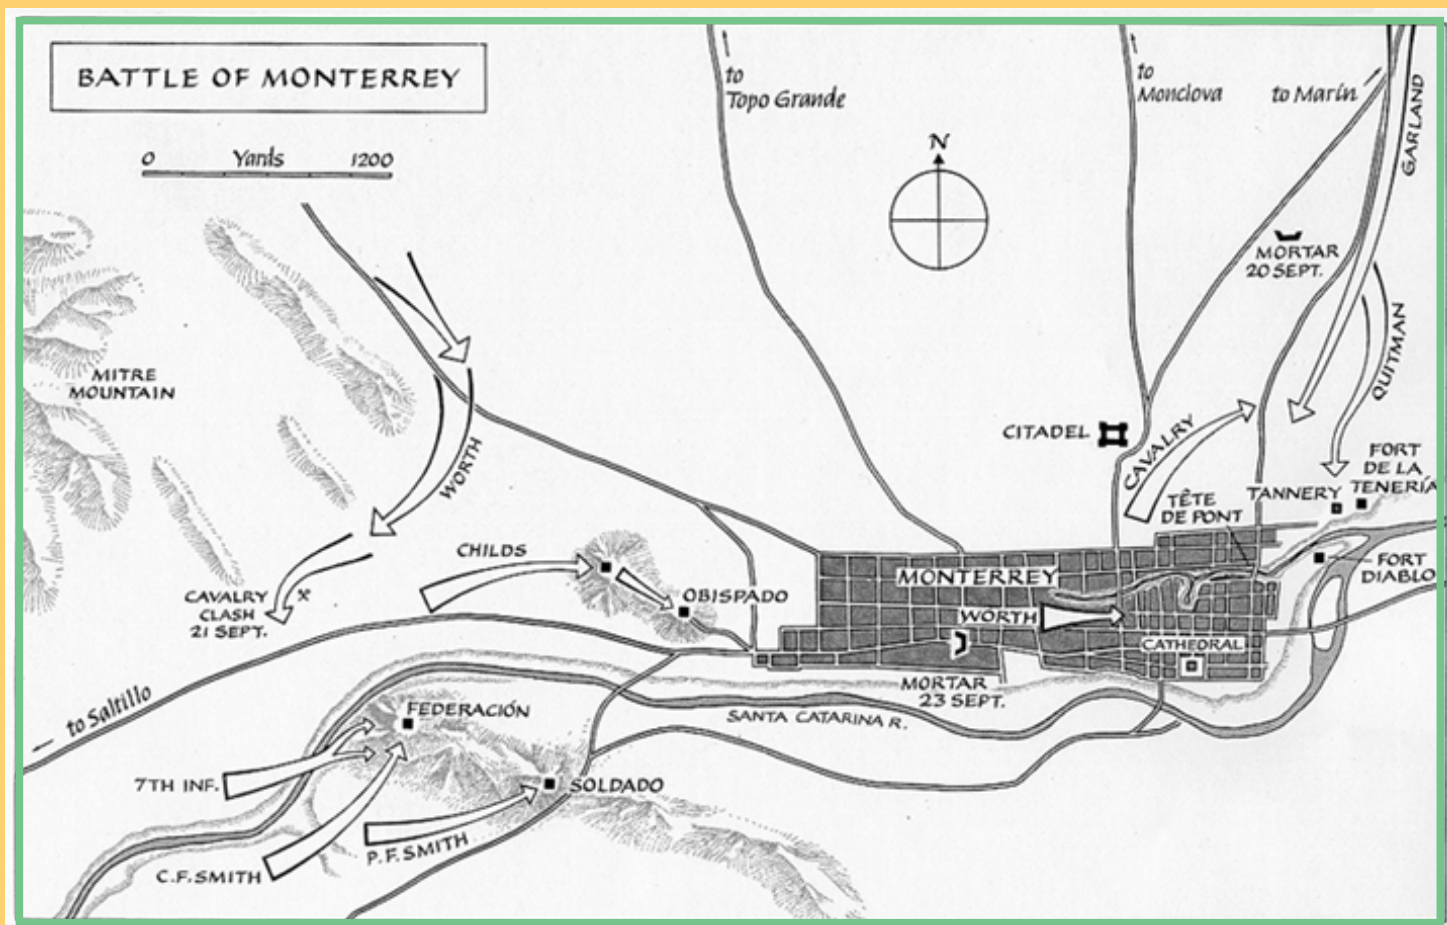 BATTLE OF MONTERREY
0 Yards 1200
to
Topo Grande
to
Monclova
to Marín
GARLAND
N
MORTAR
20 SEPT.
QUITMAN
MITRE
MOUNTAIN
WORTH
CITADEL
CAVALRY
FORT
DE LA
TENERÍA
TANNERY
TÊTE
DE PONT
CHILDS
CAVALRY
CLASH
21 SEPT.
OBISPADO
MONTERREY
WORTH
FORT
DIABLO
CATHEDRAL
MORTAR
23 SEPT.
SANTA CATARINA R.
to Saltillo
FEDERACIÓN
7TH INF.
SOLDADO
P.F. SMITH
C.F. SMITH